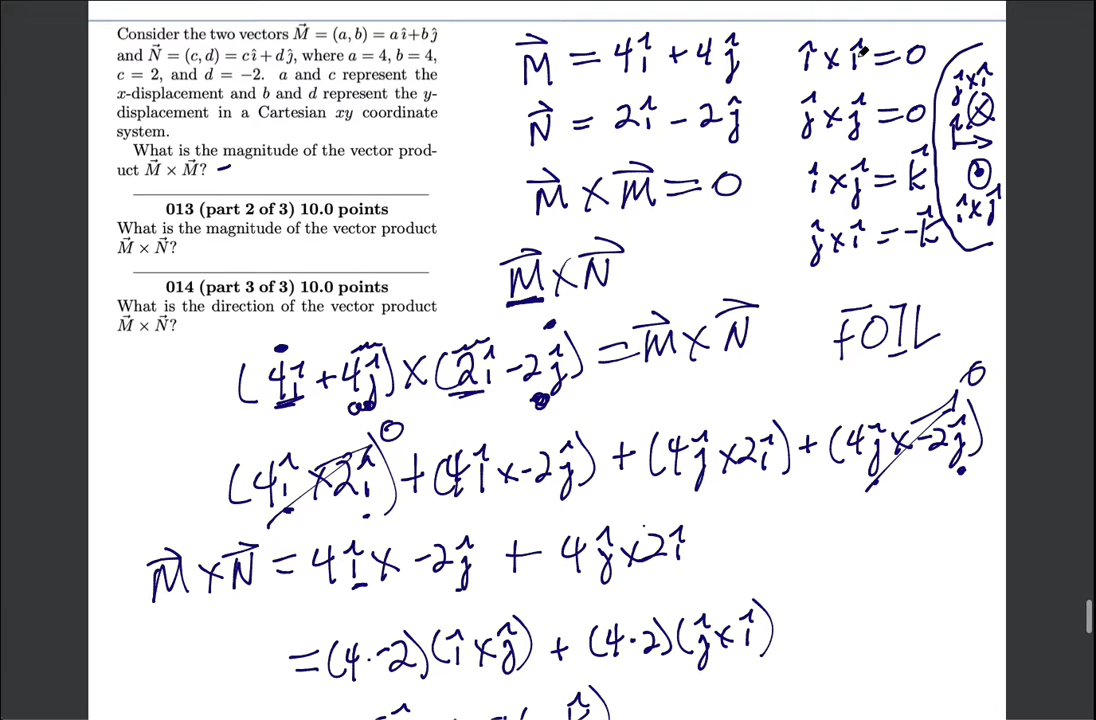 Consider the two vectors M⃗ = (a, b) = a î + b ĵ
and N⃗ = (c, d) = c î + d ĵ, where a = 4, b = 4,
c = 2, and d = −2. a and c represent the
x-displacement and b and d represent the y-
displacement in a Cartesian xy coordinate
system.
What is the magnitude of the vector prod-
uct M⃗ × M⃗?
013 (part 2 of 3) 10.0 points
What is the magnitude of the vector product
M⃗ × N⃗?
014 (part 3 of 3) 10.0 points
What is the direction of the vector product
M⃗ × N⃗?
M⃗ = 4î + 4ĵ
N⃗ = 2î − 2ĵ
M⃗ × M⃗ = 0
î × î = 0
ĵ × ĵ = 0
î × ĵ = k̂
ĵ × î = −k̂
ĵ × î
î × ĵ
M⃗ × N⃗
(4î + 4ĵ) × (2î − 2ĵ) = M⃗ × N⃗
FOIL
(4î × 2î) + (4î × −2ĵ) + (4ĵ × 2î) + (4ĵ × −2ĵ)
0 0
M⃗ × N⃗ = 4î × −2ĵ + 4ĵ × 2î
= (4 · −2)(î × ĵ) + (4 · 2)(ĵ × î)